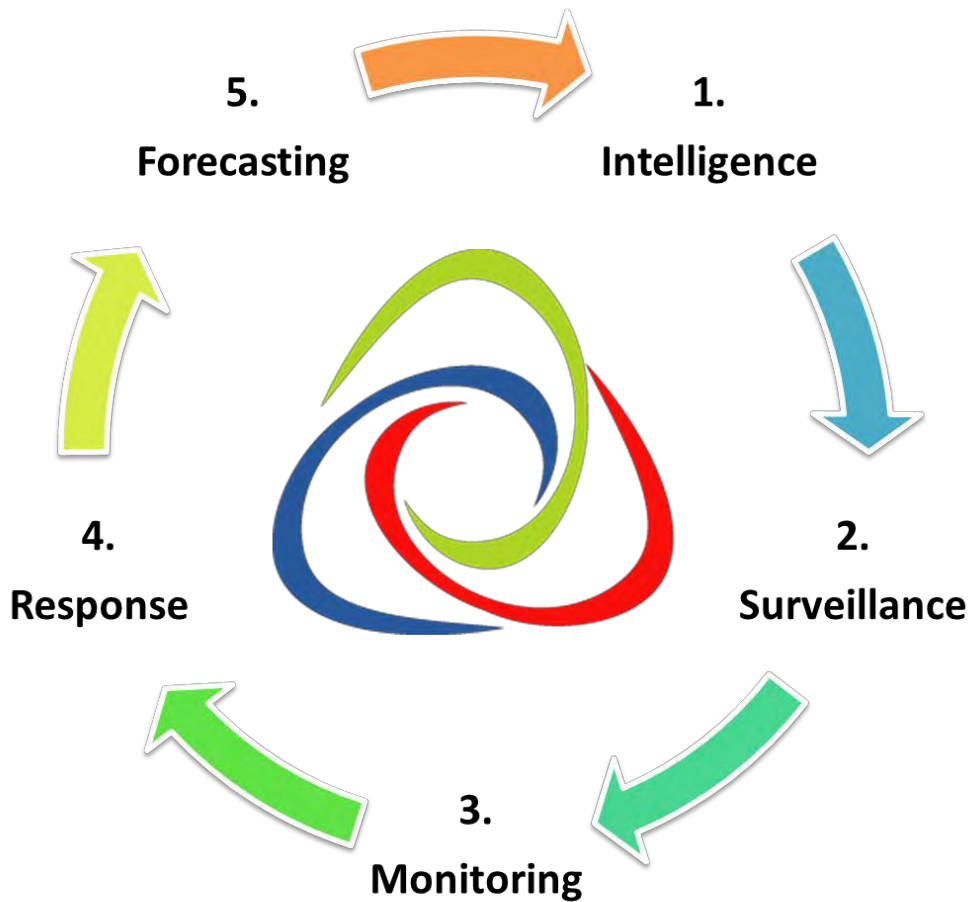 1.
Intelligence
2.
Surveillance
3.
Monitoring
4.
Response
5.
Forecasting